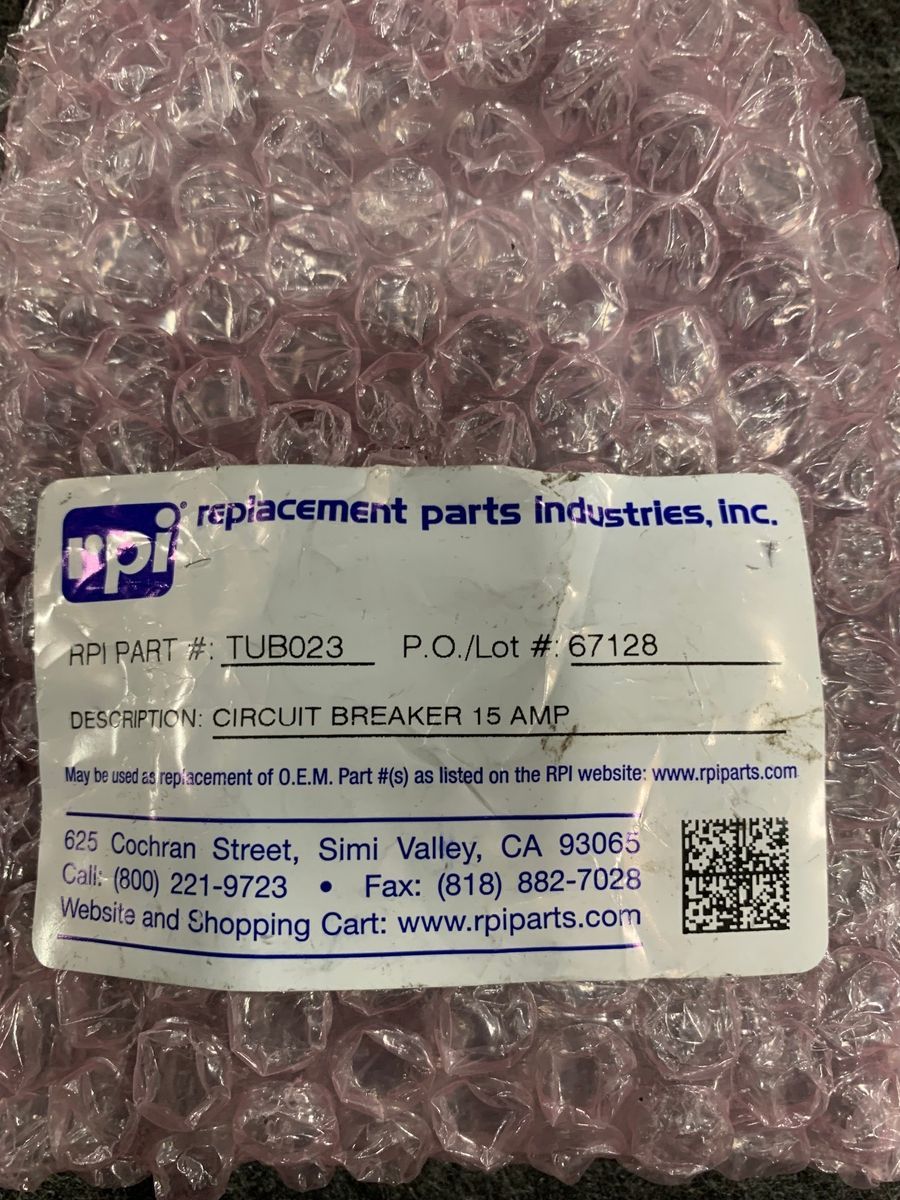 rpi® replacement parts industries, inc.
RPI PART #: TUB023 P.O./Lot #: 67128
DESCRIPTION: CIRCUIT BREAKER 15 AMP
May be used as replacement of O.E.M. Part #(s) as listed on the RPI website: www.rpiparts.com
625 Cochran Street, Simi Valley, CA 93065
Call: (800) 221-9723 • Fax: (818) 882-7028
Website and Shopping Cart: www.rpiparts.com